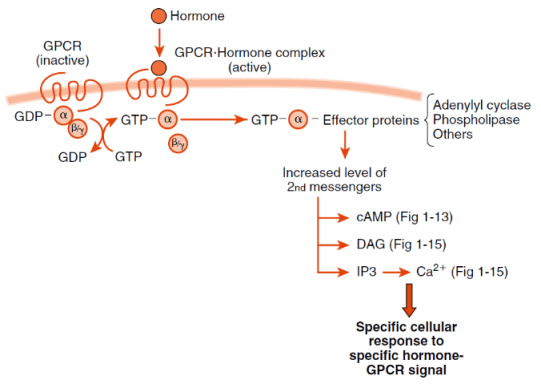 Hormone
GPCR
(inactive)
GPCR·Hormone complex
(active)
GDP- α
β/γ
GTP- α
β/γ
GTP- α - Effector proteins
Adenylyl cyclase
Phospholipase
Others
GDP
GTP
Increased level of
2nd messengers
cAMP (Fig 1-13)
DAG (Fig 1-15)
IP3 Ca²⁺ (Fig 1-15)
Specific cellular
response to
specific hormone-
GPCR signal